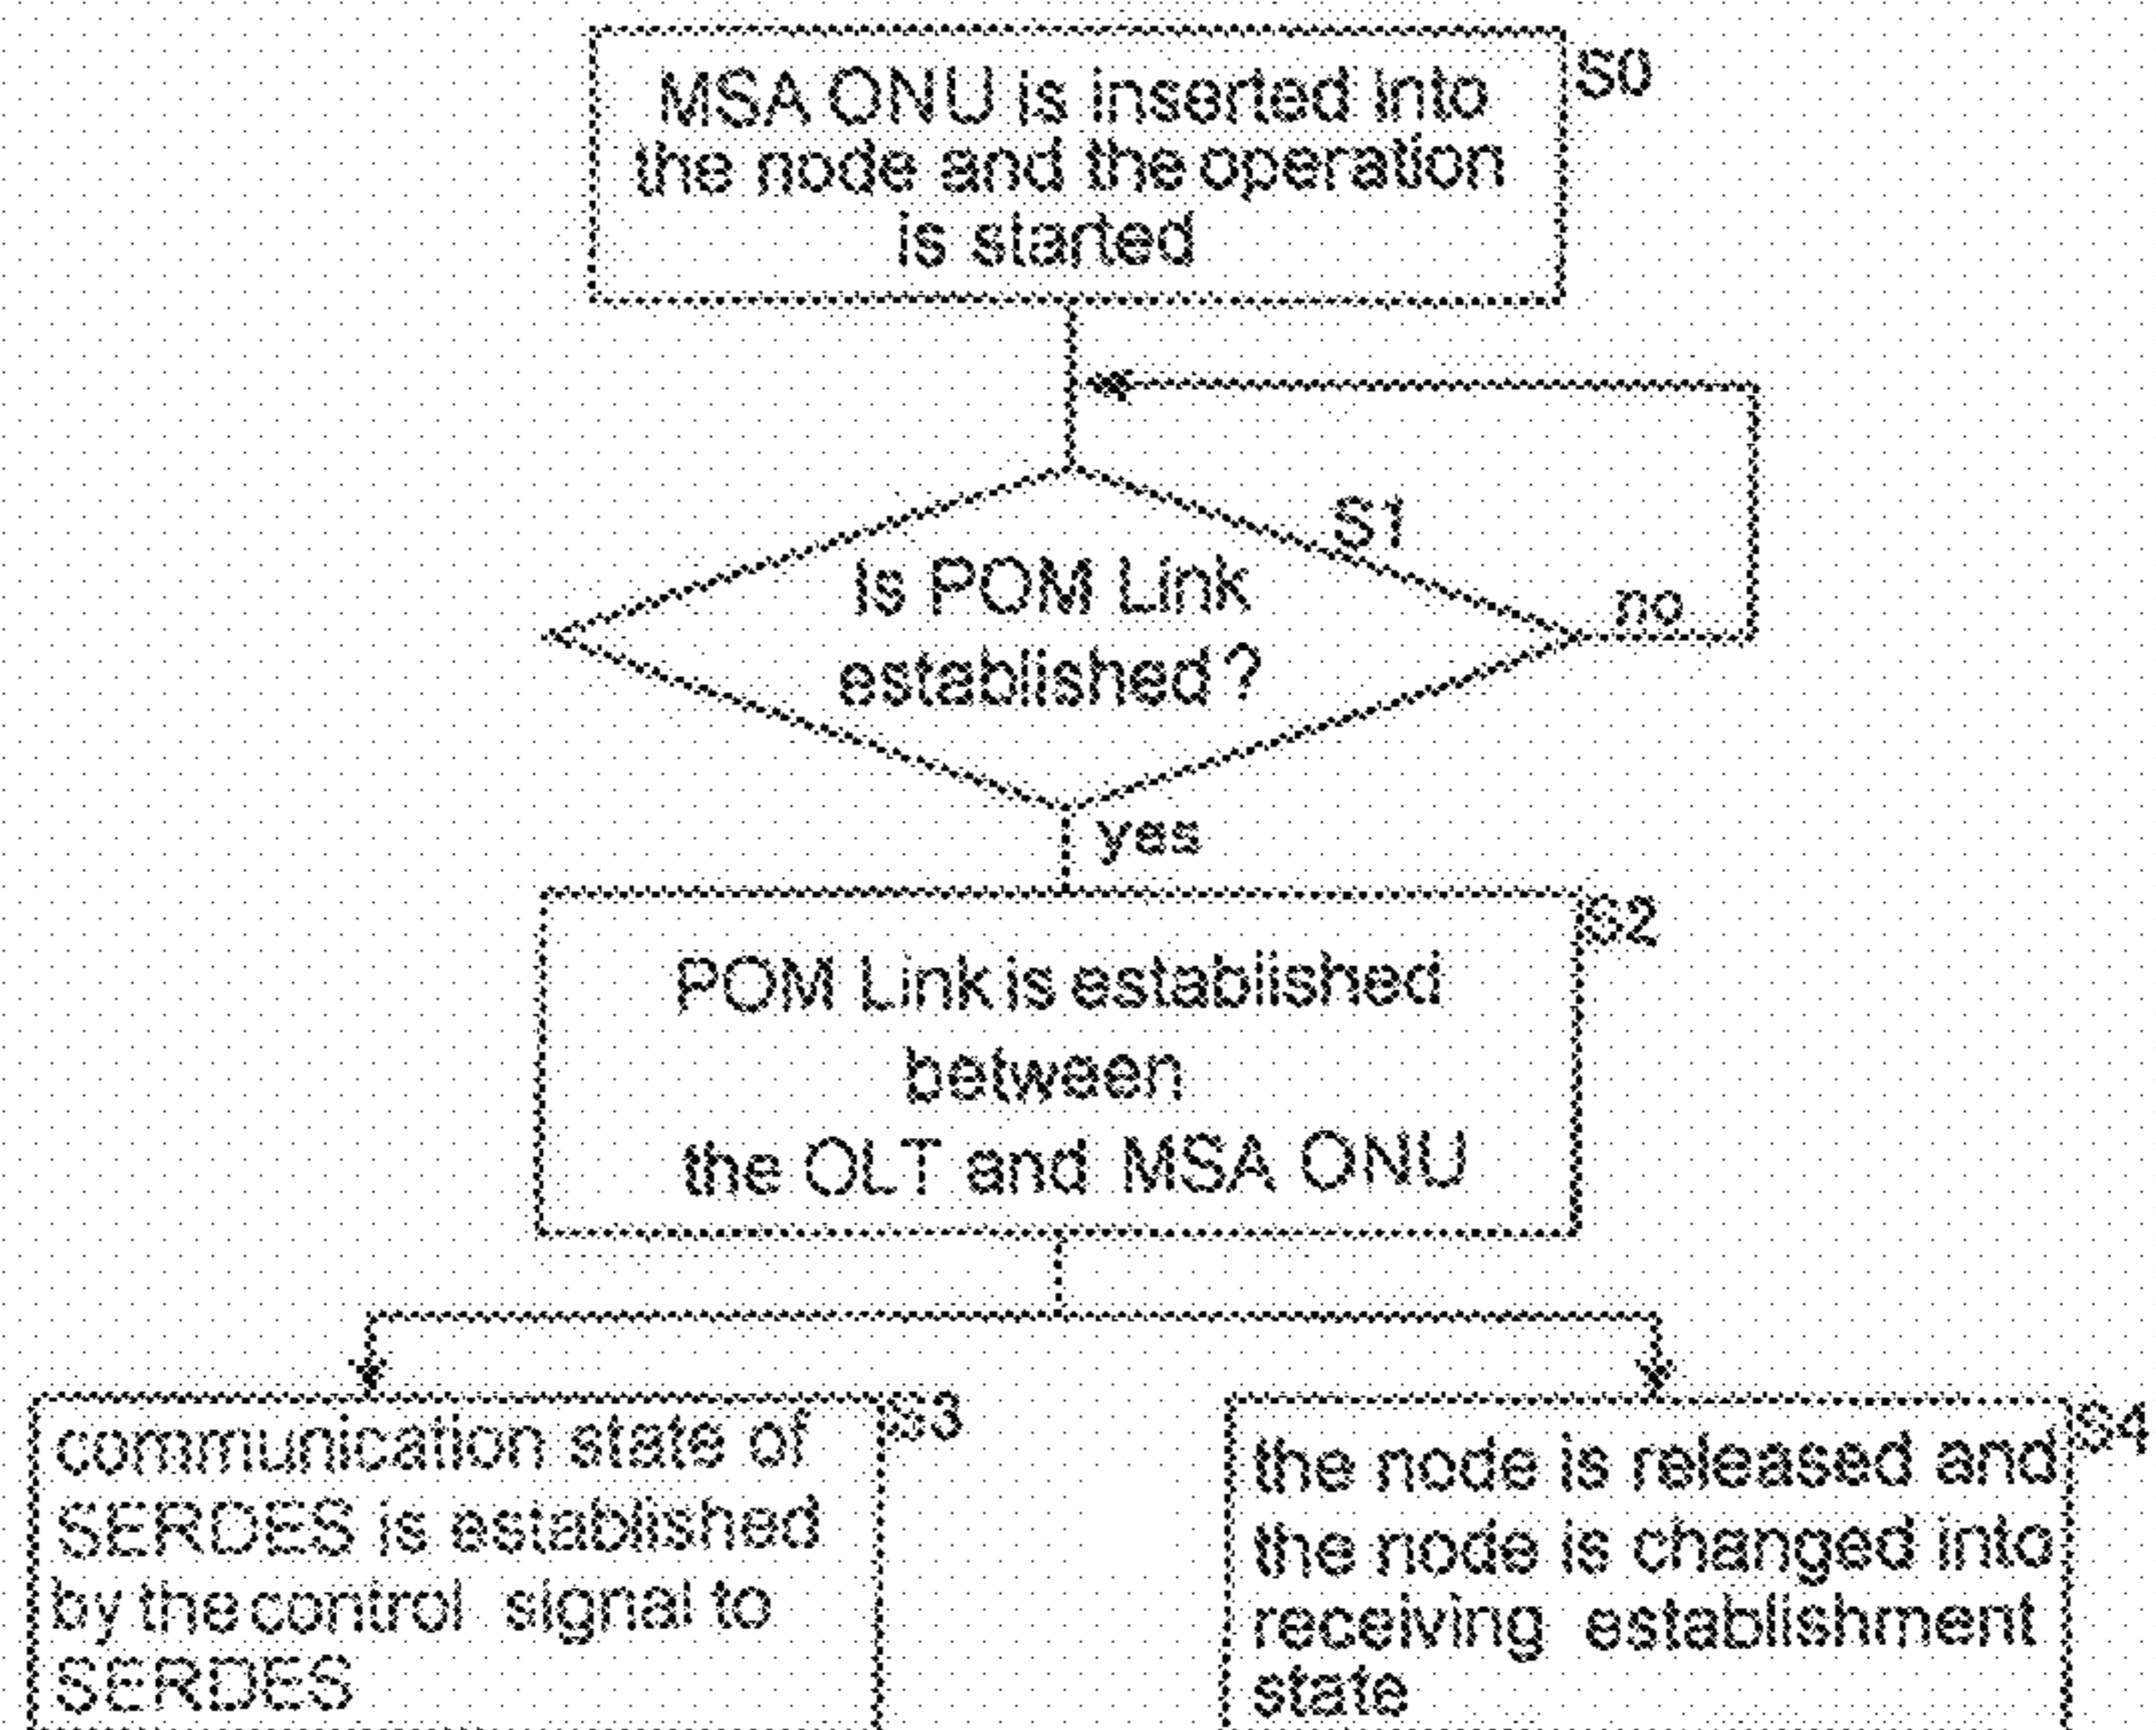 MSA ONU is inserted into
the node and the operation
is started
S0
S1
Is POM Link
established?
no
yes
S2
POM Link is established
between
the OLT and MSA ONU
S3
communication state of
SERDES is established
by the control signal to
SERDES
S4
the node is released and
the node is changed into
receiving establishment
state